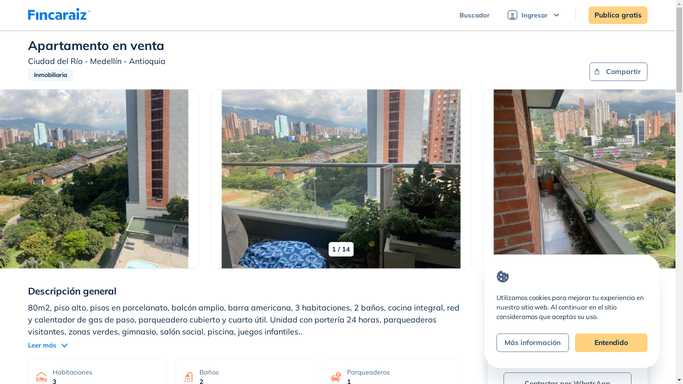 Fincaraiz
Buscador
Ingresar
Publica gratis
Apartamento en venta
Ciudad del Río - Medellín - Antioquia
Inmobiliaria
Compartir
1 / 14
Descripción general
80m2, piso alto, pisos en porcelanato, balcón amplio, barra americana, 3 habitaciones, 2 baños, cocina integral, red
y calentador de gas de paso, parqueadero cubierto y cuarto útil. Unidad con portería 24 horas, parqueaderos
visitantes, zonas verdes, gimnasio, salón social, piscina, juegos infantiles..
Leer más
Habitaciones
3
Baños
2
Parqueaderos
1
Utilizamos cookies para mejorar tu experiencia en
nuestro sitio web. Al continuar en el sitio
consideramos que aceptas su uso.
Más información
Entendido
Contactar por WhatsApp